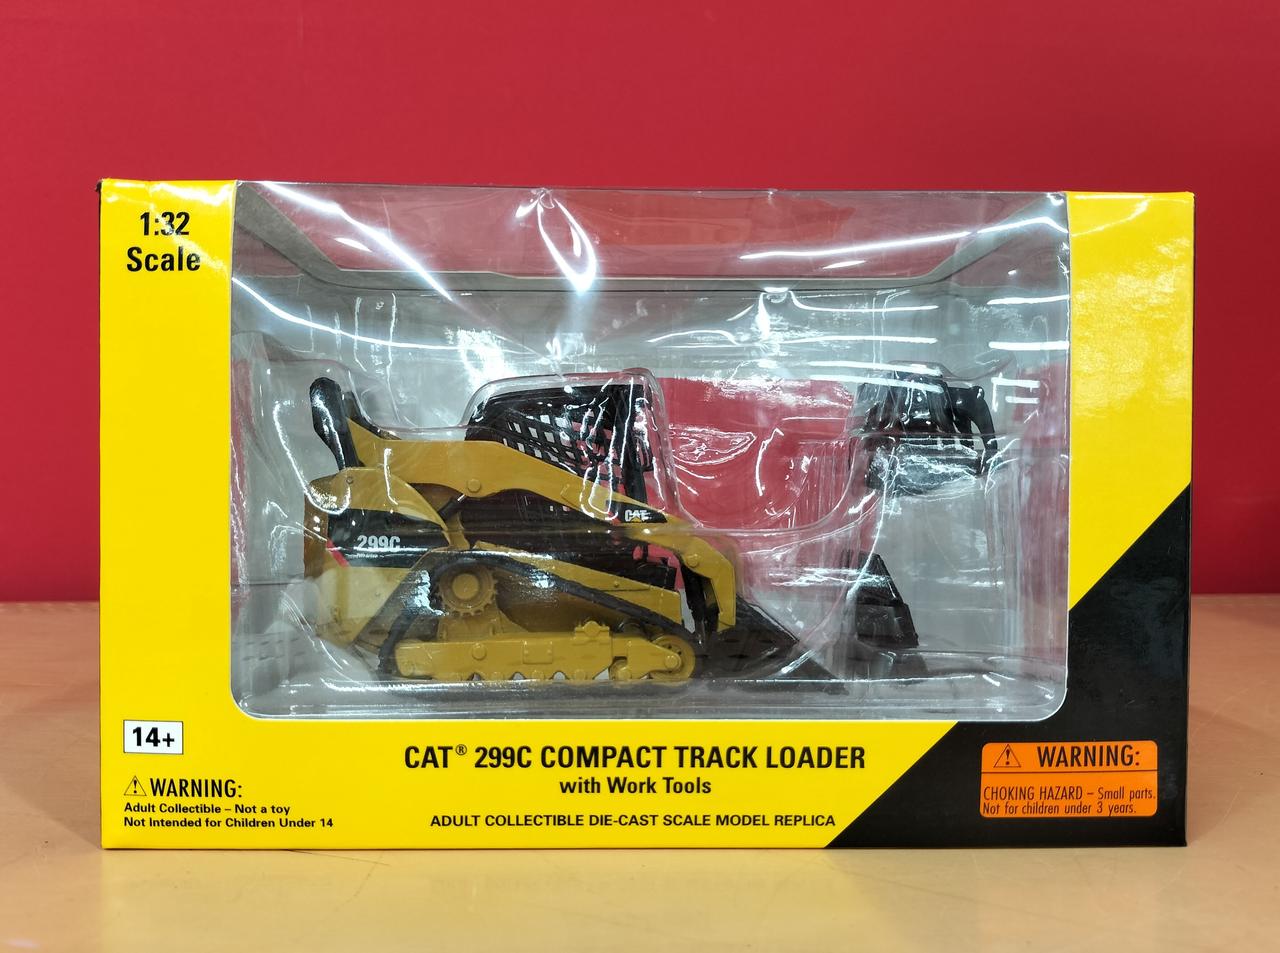 1:32
Scale
299C
CAT
14+
WARNING:
Adult Collectible – Not a toy
Not Intended for Children Under 14
CAT® 299C COMPACT TRACK LOADER
with Work Tools
ADULT COLLECTIBLE DIE-CAST SCALE MODEL REPLICA
WARNING:
CHOKING HAZARD – Small parts.
Not for children under 3 years.